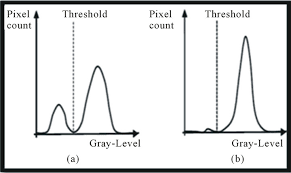 Pixel count
Threshold
Gray-Level
(a)
Pixel count
Threshold
Gray-Level
(b)